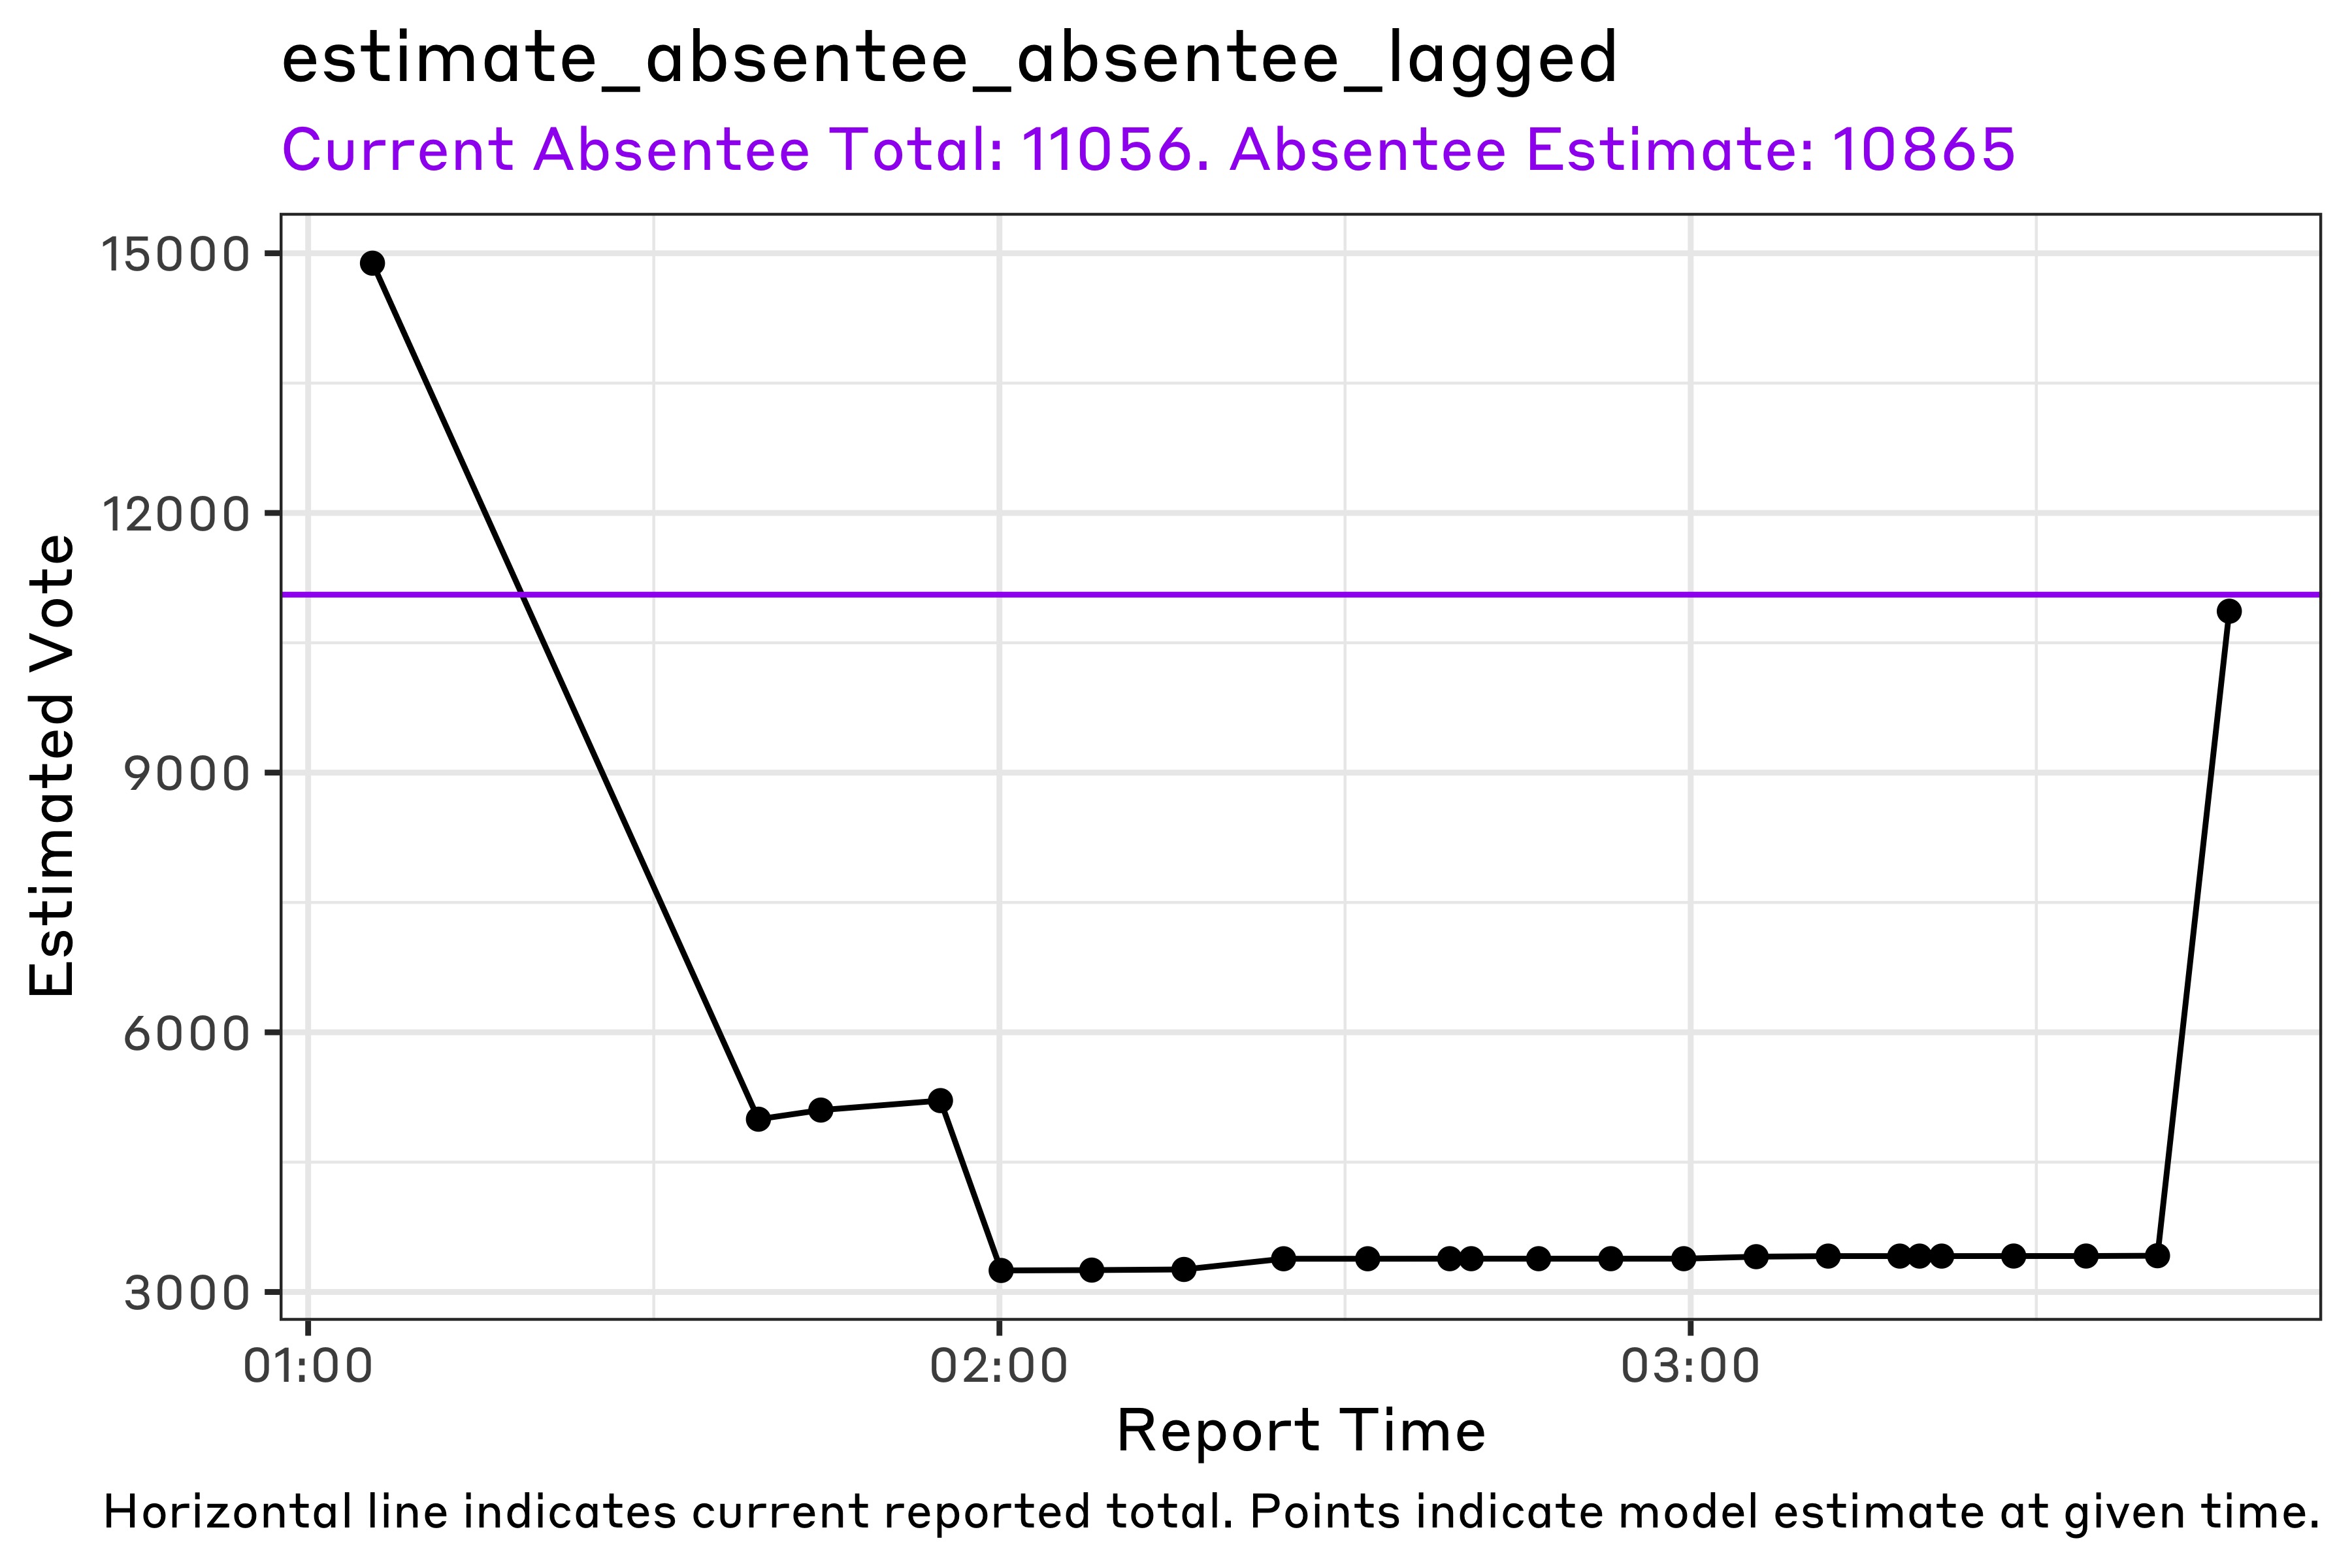 estimate_absentee_absentee_lagged
Current Absentee Total: 11056. Absentee Estimate: 10865
15000
12000
9000
6000
3000
Estimated Vote
01:00 02:00 03:00
Report Time
Horizontal line indicates current reported total. Points indicate model estimate at given time.